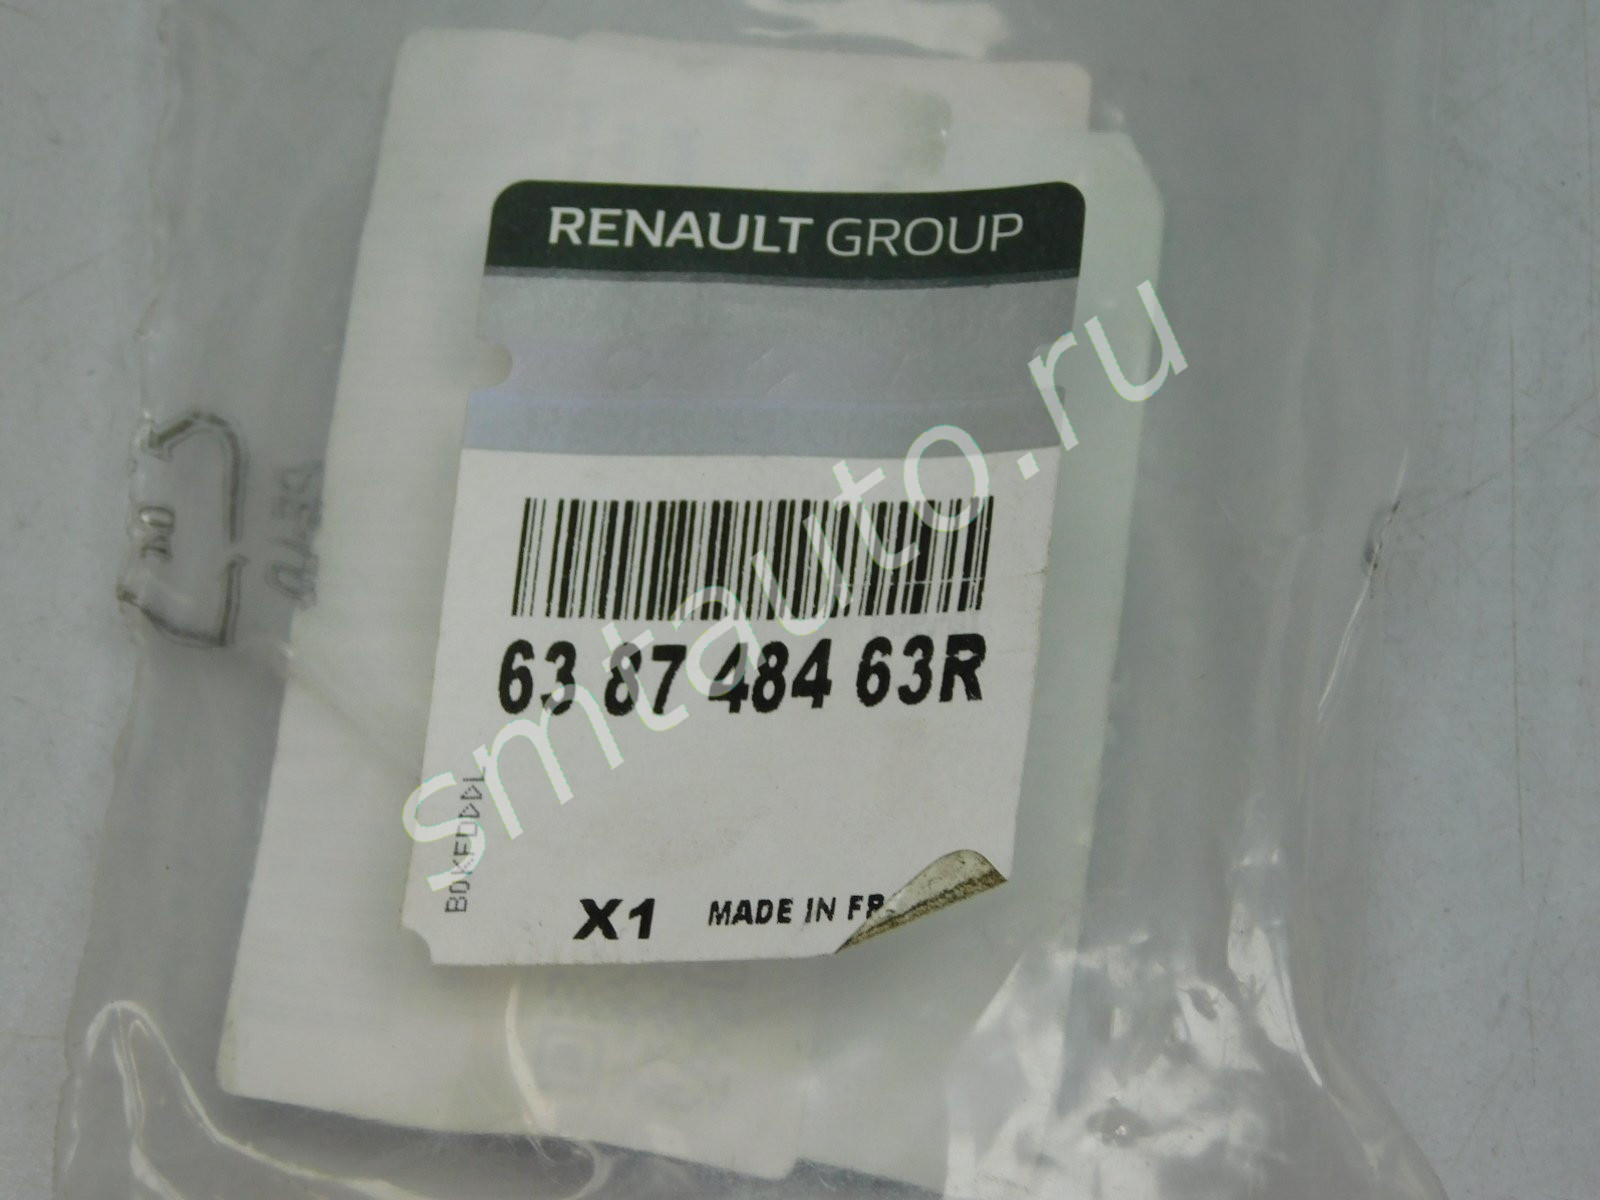 RENAULT GROUP
63 87 484 63R
X1 MADE IN FR
smtauto.ru